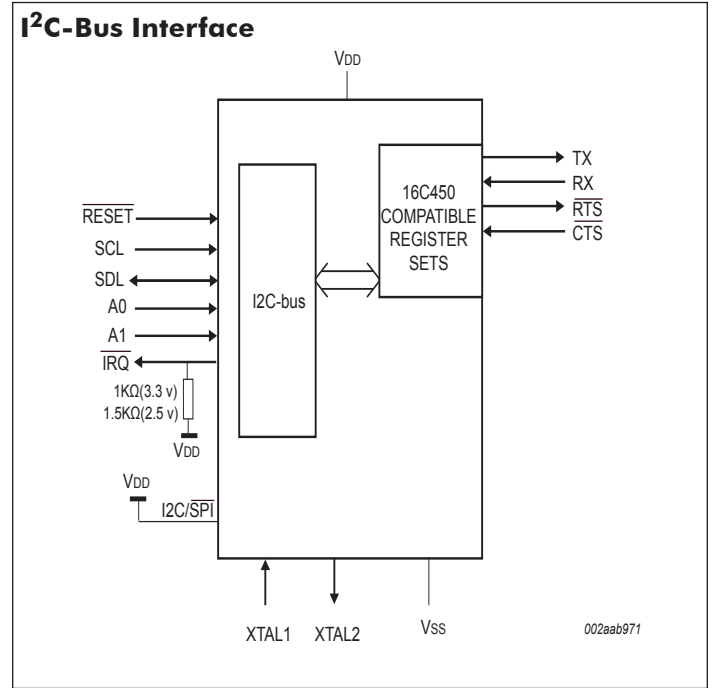 I²C-Bus Interface
VDD
TX
RX
RTS
CTS
16C450
COMPATIBLE
REGISTER
SETS
RESET
SCL
SDL
A0
A1
IRQ
I2C-bus
1KΩ(3.3 v)
1.5KΩ(2.5 v)
VDD
VDD
I2C/SPI
XTAL1
XTAL2
VSS
002aab971